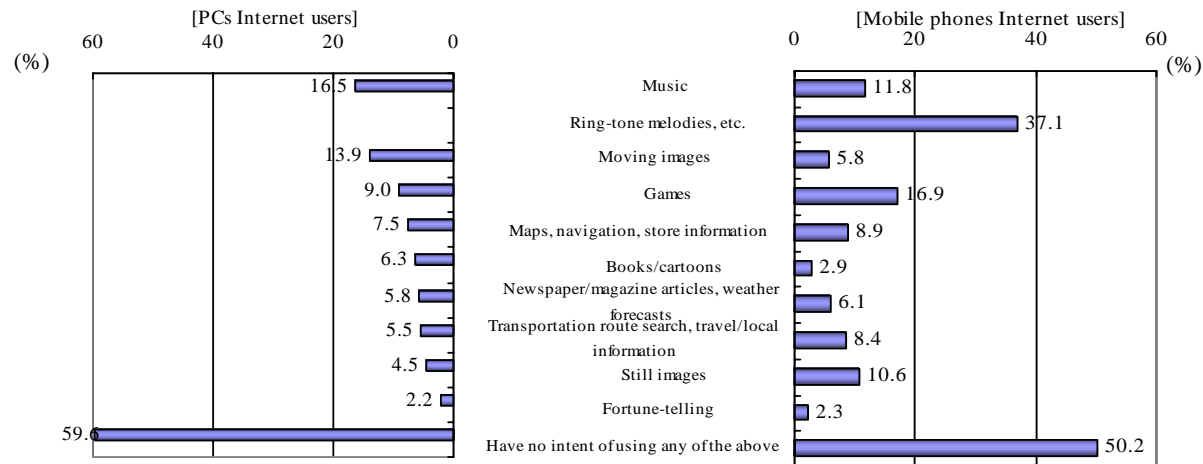 [PCs Internet users]
[Mobile phones Internet users]
60 40 20 0
0 20 40 60
(%)
(%)
16.5 Music 11.8
Ring-tone melodies, etc. 37.1
13.9 Moving images 5.8
9.0 Games 16.9
7.5 Maps, navigation, store information 8.9
6.3 Books/cartoons 2.9
5.8 Newspaper/magazine articles, weather
forecasts 6.1
5.5 Transportation route search, travel/local
information 8.4
4.5 Still images 10.6
2.2 Fortune-telling 2.3
59.6 Have no intent of using any of the above 50.2